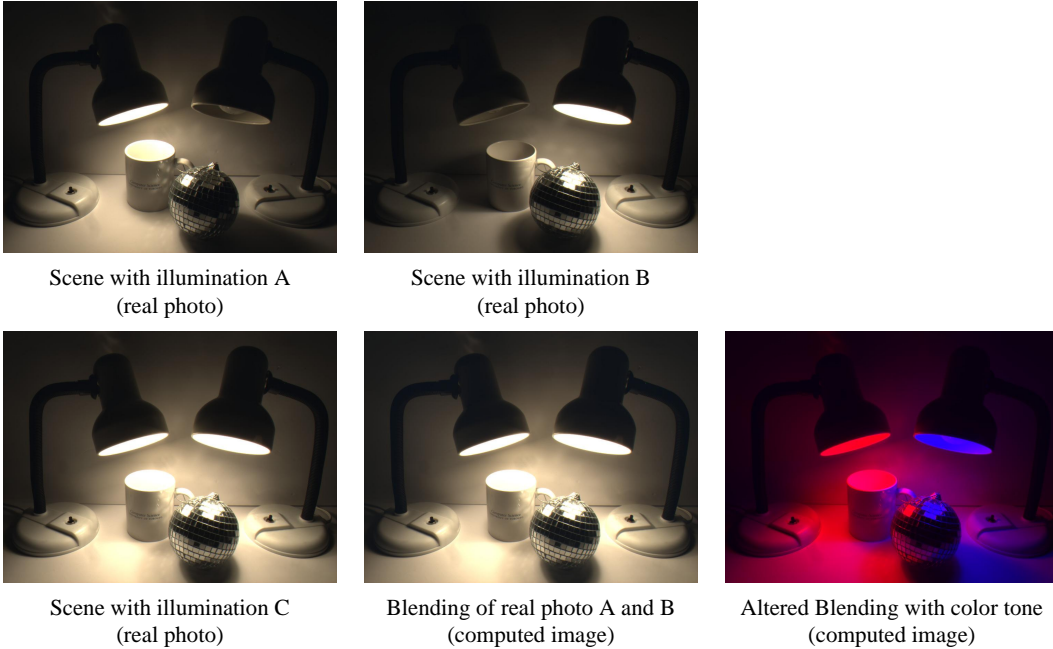 Scene with illumination A
(real photo)
Scene with illumination B
(real photo)
Scene with illumination C
(real photo)
Blending of real photo A and B
(computed image)
Altered Blending with color tone
(computed image)